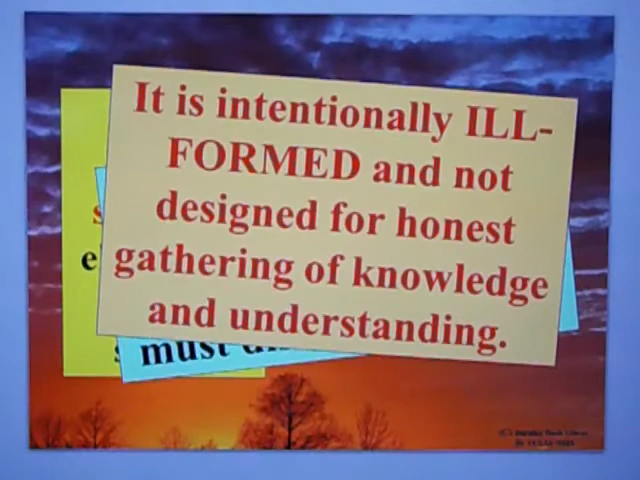 It is intentionally ILL-
FORMED and not
designed for honest
gathering of knowledge
and understanding.
must